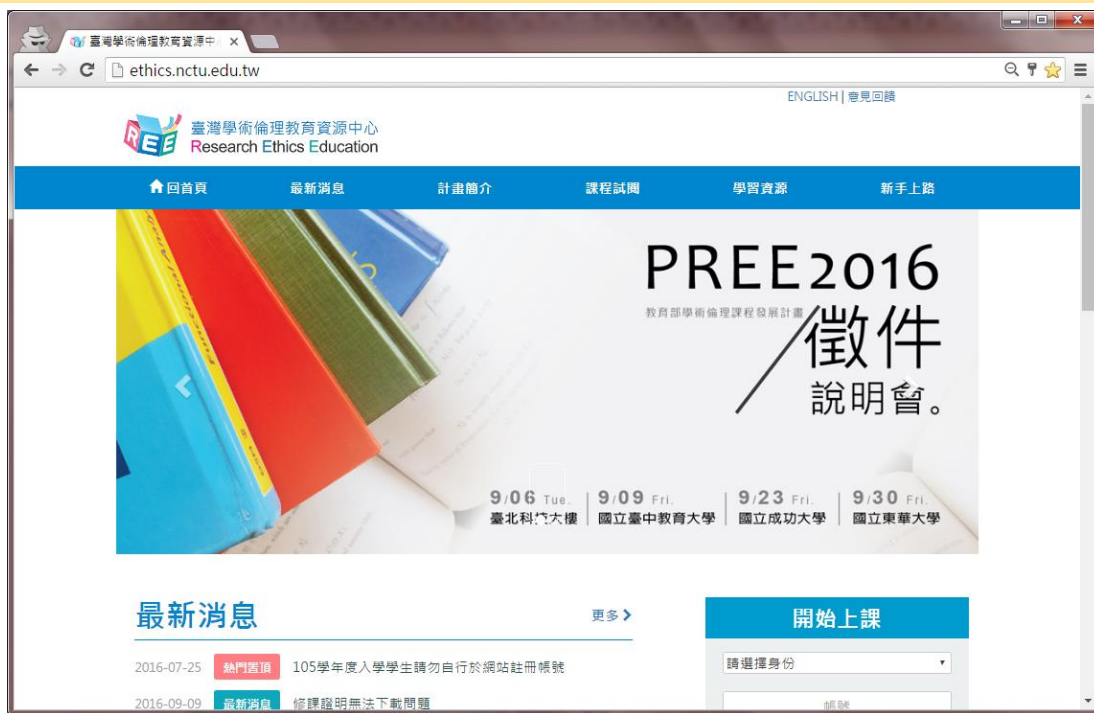 臺灣學術倫理教育資源中
ethics.nctu.edu.tw
ENGLISH | 意見回饋
REE
臺灣學術倫理教育資源中心
Research Ethics Education
回首頁 最新消息 計畫簡介 課程試閱 學習資源 新手上路
PREE2016
教育部學術倫理課程發展計畫
徵件
說明會。
9/06 Tue. 9/09 Fri. 9/23 Fri. 9/30 Fri.
臺北科技大樓 國立臺中教育大學 國立成功大學 國立東華大學
最新消息
更多
開始上課
2016-07-25 熱門置頂 105學年度入學學生請勿自行於網站註冊帳號
請選擇身份
2016-09-09 最新消息 修課證明無法下載問題
帳號